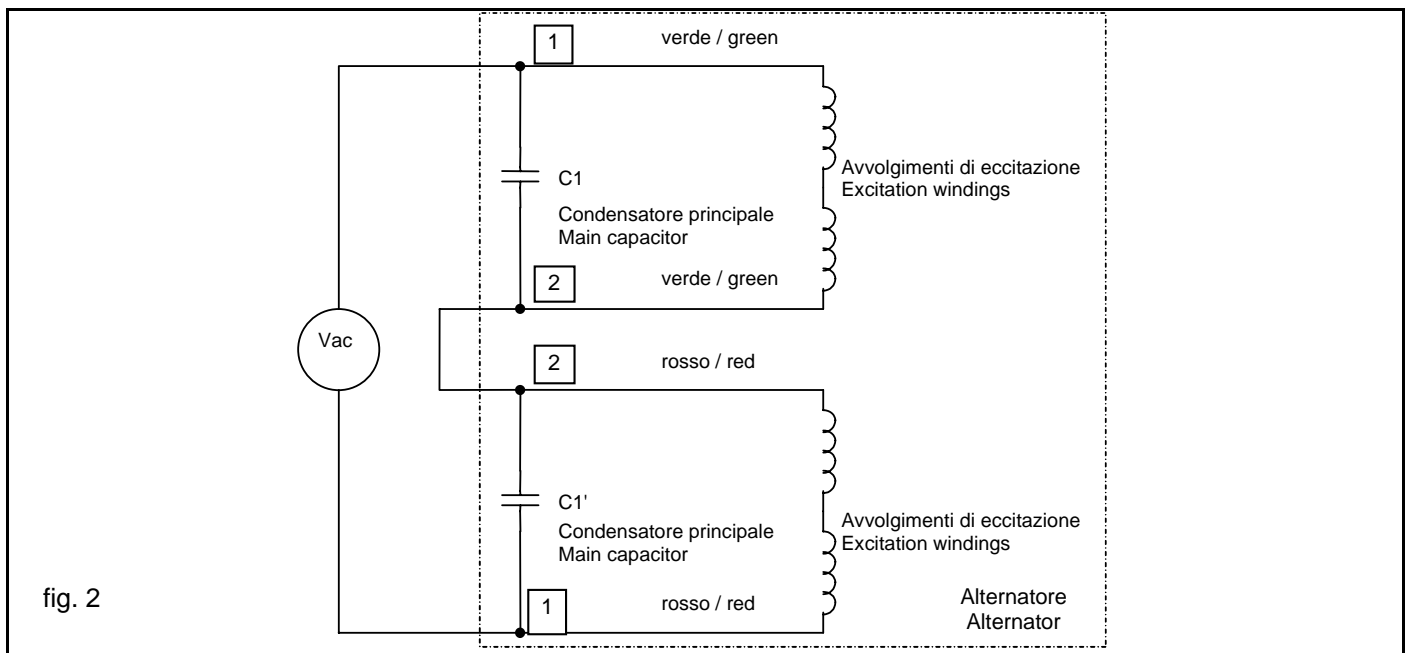 1
verde / green
C1
Condensatore principale
Main capacitor
Avvolgimenti di eccitazione
Excitation windings
2
verde / green
Vac
2
rosso / red
C1'
Condensatore principale
Main capacitor
Avvolgimenti di eccitazione
Excitation windings
1
rosso / red
Alternatore
Alternator
fig. 2